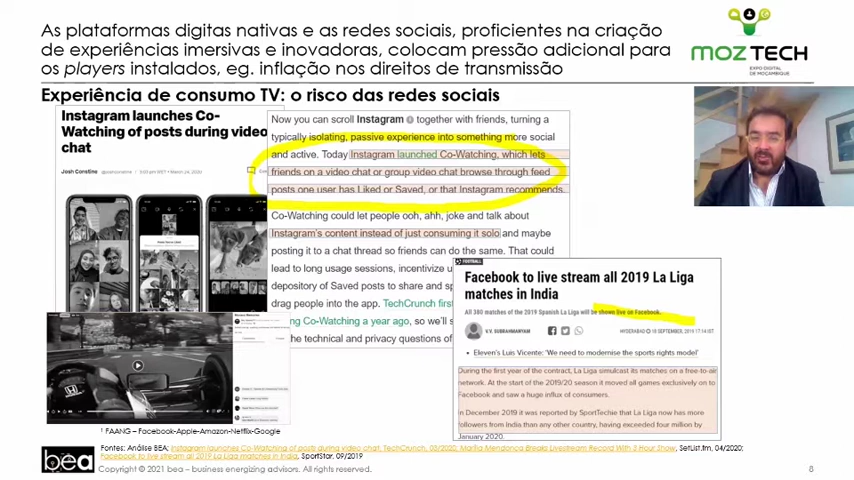 As plataformas digitas nativas e as redes sociais, proficientes na criação
de experiências imersivas e inovadoras, colocam pressão adicional para
os players instalados, eg. inflação nos direitos de transmissão
MOZTECH
EXPO DIGITAL
DE MOÇAMBIQUE
Experiência de consumo TV: o risco das redes sociais
Instagram launches Co-
Watching of posts during video
chat
Josh Constine
Now you can scroll Instagram together with friends, turning a
typically isolating, passive experience into something more social
and active. Today Instagram launched Co-Watching, which lets
friends on a video chat or group video chat browse through feed
posts one user has Liked or Saved, or that Instagram recommends.
Co-Watching could let people ooh, ahh, joke and talk about
Instagram's content instead of just consuming it solo and maybe
posting it to a chat thread so friends can do the same. That could
lead to long usage sessions, incentivize u
depository of Saved posts to share and sp
drag people into the app. TechCrunch first
ng Co-Watching a year ago, so we'll s
the technical and privacy questions of
FOOTBALL
Facebook to live stream all 2019 La Liga
matches in India
All 380 matches of the 2019 Spanish La Liga will be shown live on Facebook.
V.V. SUBRAHMANYAM
HYDERABAD 18 SEPTEMBER, 2019 17:14 IST
• Eleven's Luis Vicente: 'We need to modernise the sports rights model'
During the first year of the contract, La Liga simulcast its matches on a free-to-air
network. At the start of the 2019/20 season it moved all games exclusively to
Facebook and saw a huge influx of consumers.
In December 2019 it was reported by SportTechie that La Liga now has more
followers from India than any other country, having exceeded four million by
January 2020.
¹ FAANG – Facebook-Apple-Amazon-Netflix-Google
Fontes: Análise BEA; Instagram launches Co-Watching of posts during video chat, TechCrunch, 03/2020; Marília Mendonça Breaks Livestream Record With 3 Hour Show, SetList.fm, 04/2020;
Facebook to live stream all 2019 La Liga matches in India, SportStar, 09/2019
bea
Copyright © 2021 bea – business energizing advisors. All rights reserved.
8